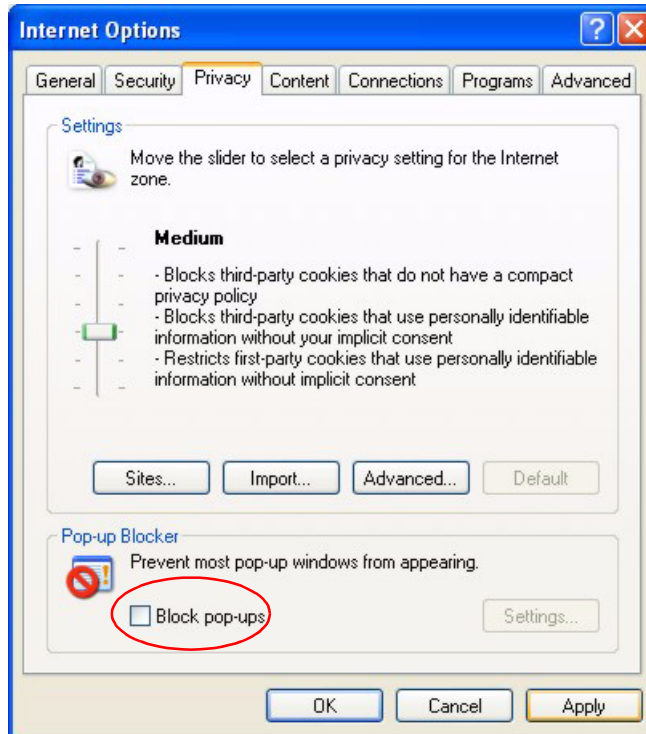 Internet Options
General Security Privacy Content Connections Programs Advanced
Settings
Move the slider to select a privacy setting for the Internet
zone.
Medium
- Blocks third-party cookies that do not have a compact
privacy policy
- Blocks third-party cookies that use personally identifiable
information without your implicit consent
- Restricts first-party cookies that use personally identifiable
information without implicit consent
Sites... Import... Advanced... Default
Pop-up Blocker
Prevent most pop-up windows from appearing.
Block pop-ups Settings...
OK Cancel Apply